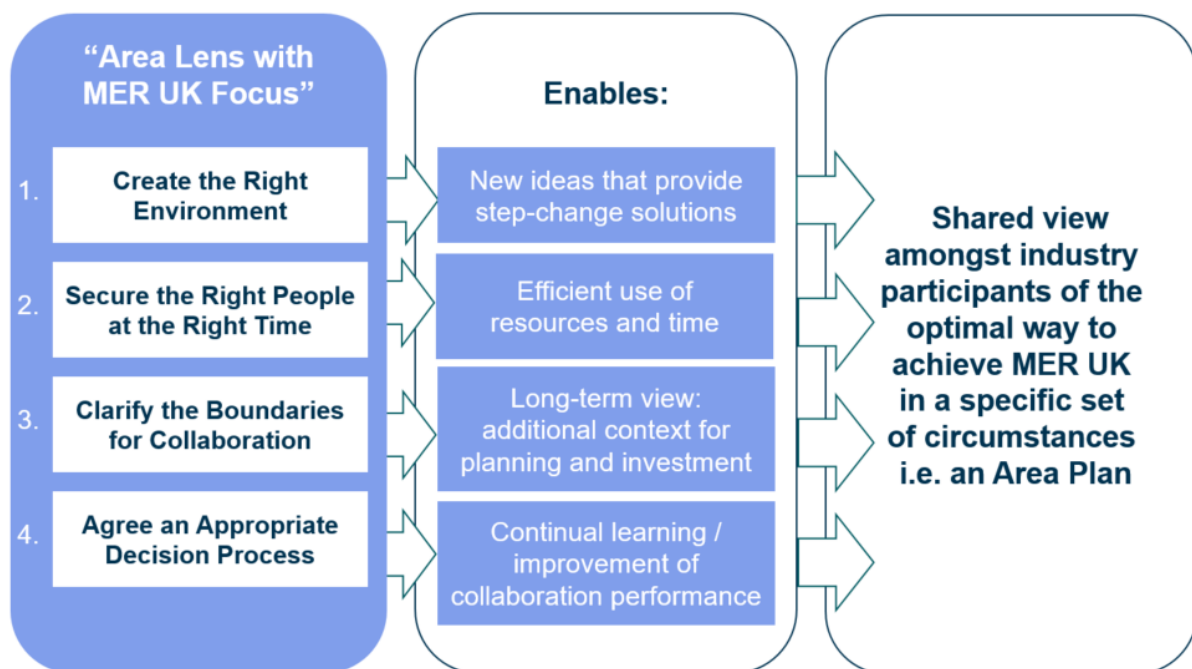 “Area Lens with
MER UK Focus”
1.
Create the Right
Environment
2.
Secure the Right People
at the Right Time
3.
Clarify the Boundaries
for Collaboration
4.
Agree an Appropriate
Decision Process
Enables:
New ideas that provide
step-change solutions
Efficient use of
resources and time
Long-term view:
additional context for
planning and investment
Continual learning /
improvement of
collaboration performance
Shared view
amongst industry
participants of the
optimal way to
achieve MER UK
in a specific set
of circumstances
i.e. an Area Plan